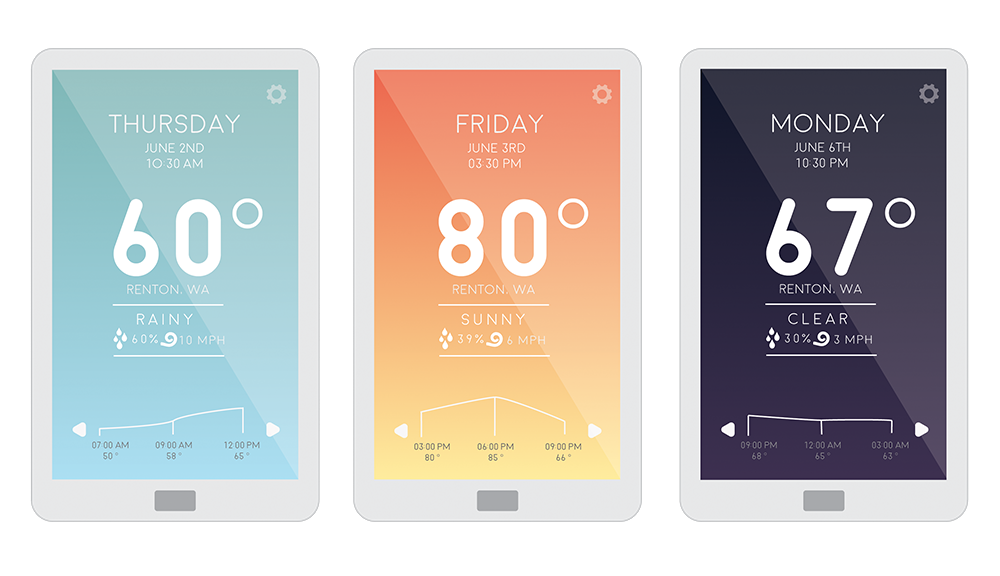 THURSDAY
JUNE 2ND
10:30 AM
60°
RENTON, WA
RAINY
60% 10 MPH
07:00 AM 09:00 AM 12:00 PM
50 ° 58 ° 65 °
FRIDAY
JUNE 3RD
03:30 PM
80°
RENTON, WA
SUNNY
39% 6 MPH
03:00 PM 06:00 PM 09:00 PM
80 ° 85 ° 66 °
MONDAY
JUNE 6TH
10:30 PM
67°
RENTON, WA
CLEAR
30% 3 MPH
09:00 PM 12:00 AM 03:00 AM
68 ° 65 ° 63 °